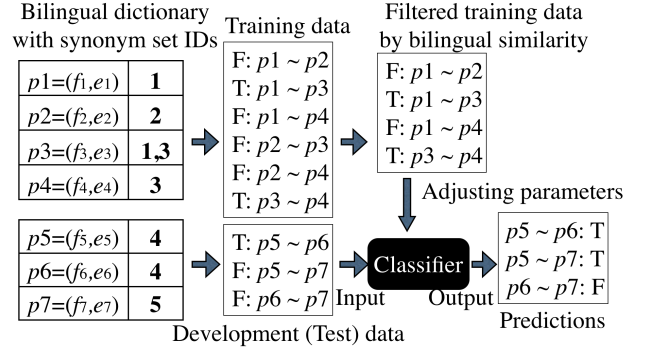 Bilingual dictionary
with synonym set IDs
p1=(f1,e1) 1
p2=(f2,e2) 2
p3=(f3,e3) 1,3
p4=(f4,e4) 3
Training data
F: p1 ~ p2
T: p1 ~ p3
F: p1 ~ p4
F: p2 ~ p3
F: p2 ~ p4
T: p3 ~ p4
Filtered training data
by bilingual similarity
F: p1 ~ p2
T: p1 ~ p3
F: p1 ~ p4
T: p3 ~ p4
Adjusting parameters
p5=(f5,e5) 4
p6=(f6,e6) 4
p7=(f7,e7) 5
T: p5 ~ p6
F: p5 ~ p7
F: p6 ~ p7
Development (Test) data
Input
Classifier
Output
p5 ~ p6: T
p5 ~ p7: T
p6 ~ p7: F
Predictions